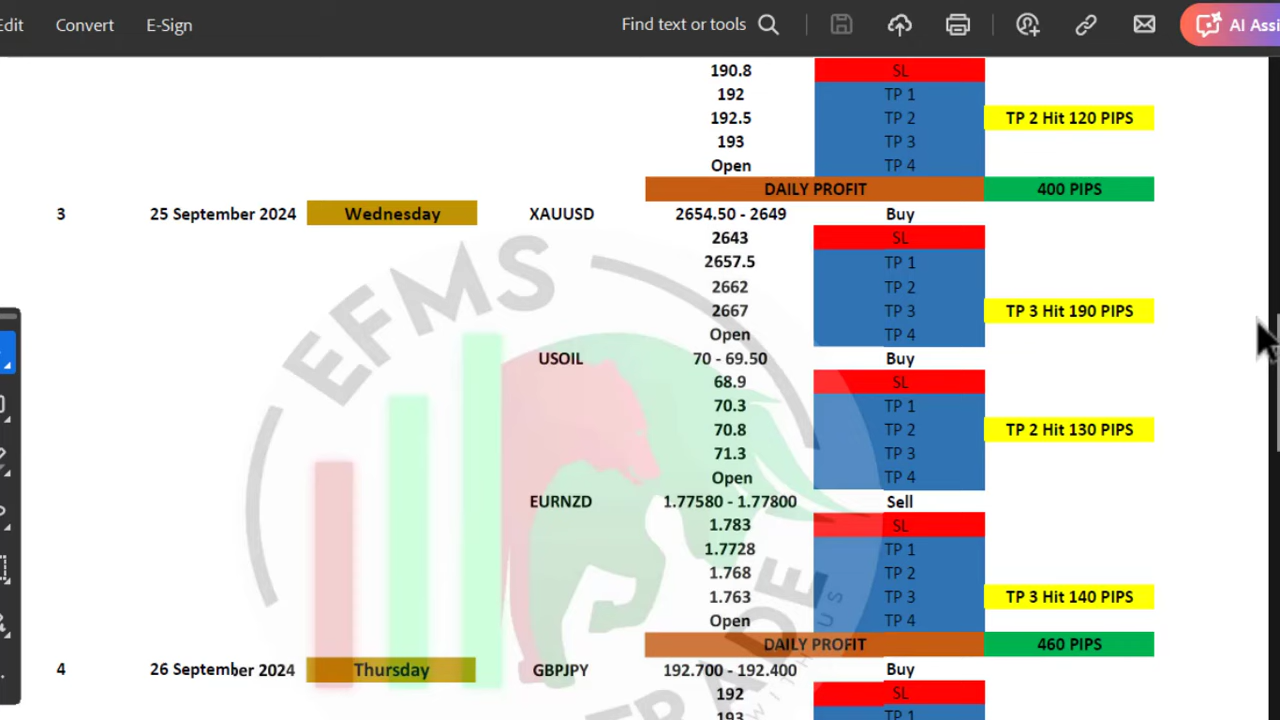 Edit Convert E-Sign Find text or tools AI Assi
190.8 SL
192 TP 1
192.5 TP 2 TP 2 Hit 120 PIPS
193 TP 3
Open TP 4
DAILY PROFIT 400 PIPS
3 25 September 2024 Wednesday XAUUSD 2654.50 - 2649 Buy
2643 SL
2657.5 TP 1
2662 TP 2
2667 TP 3 TP 3 Hit 190 PIPS
Open TP 4
USOIL 70 - 69.50 Buy
68.9 SL
70.3 TP 1
70.8 TP 2 TP 2 Hit 130 PIPS
71.3 TP 3
Open TP 4
EURNZD 1.77580 - 1.77800 Sell
1.783 SL
1.7728 TP 1
1.768 TP 2
1.763 TP 3 TP 3 Hit 140 PIPS
Open TP 4
DAILY PROFIT 460 PIPS
4 26 September 2024 Thursday GBPJPY 192.700 - 192.400 Buy
192 SL
193 TP 1
EFMS
TRADE
WITH US